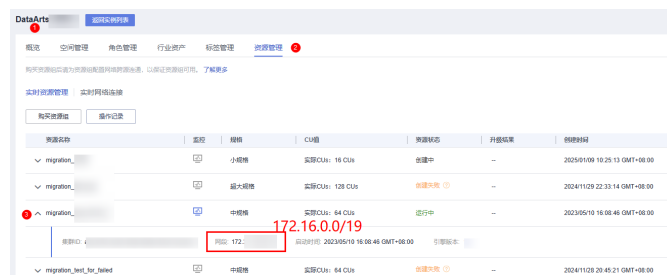 DataArts
返回实例列表
1
概览 空间管理 角色管理 行业资产 标签管理 资源管理 2
购买资源组后请为资源组配置网络跨源连通，以保证资源组可用。 了解更多
实时资源管理 实时网络连接
购买资源组 操作记录
资源名称 监控 规格 CU值 资源状态 升级结果 创建时间
migration_ 小规格 实际CUs： 16 CUs 创建中 -- 2025/01/09 10:25:13 GMT+08:00
migration_ 超大规格 实际CUs： 128 CUs 创建失败 -- 2024/11/29 22:33:14 GMT+08:00
3 migration_ 中规格 实际CUs： 64 CUs 运行中 -- 2023/05/10 16:08:46 GMT+08:00
172.16.0.0/19
集群ID: 网段: 172. 启动时间: 2023/05/10 16:08:46 GMT+08:00 引擎版本:
migration_test_for_failed 中规格 实际CUs： 64 CUs 创建失败 -- 2024/11/28 20:45:21 GMT+08:00